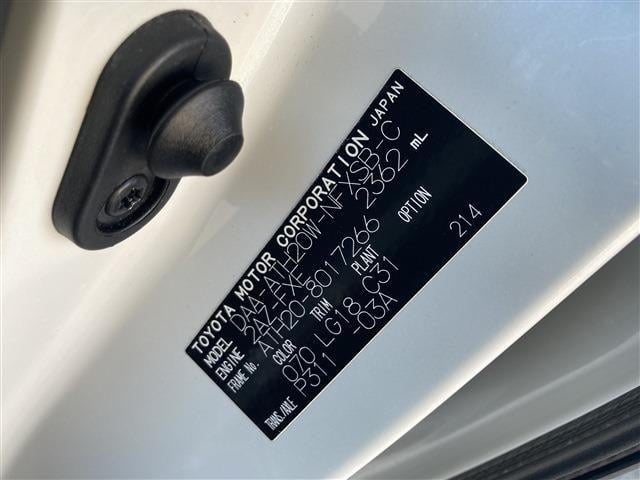 TOYOTA MOTOR CORPORATION JAPAN
MODEL DAA-ATH20W-NFXSB-C
ENGINE 2AZ-FXE 2362 mL
FRAME No. ATH20-8017266
COLOR TRIM PLANT OPTION
070 LG18 C31 214
TRANS./AXLE P311 -03A